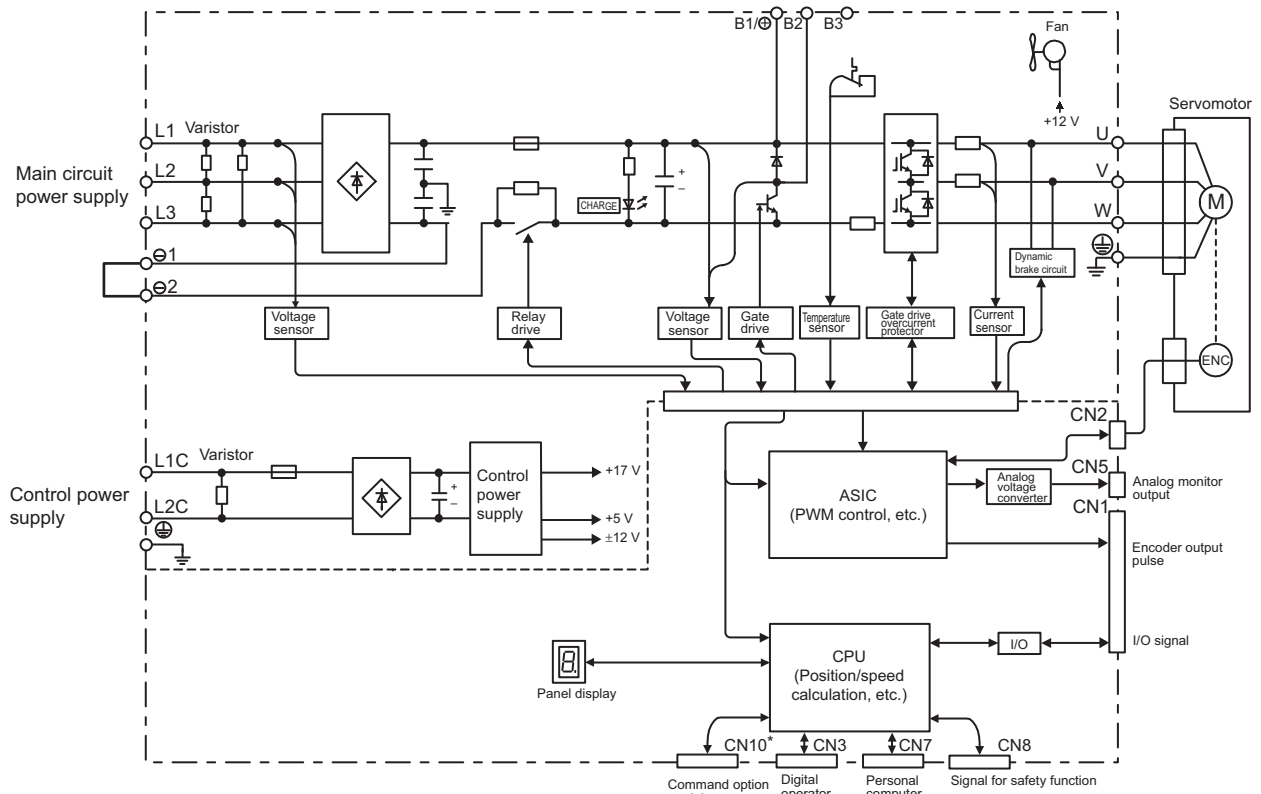 B1/⊕ B2 B3
Fan
+12 V
Servomotor
Main circuit
power supply
L1 Varistor
L2
L3
⊖1
⊖2
CHARGE
+
–
U
V
W
M
ENC
Dynamic
brake circuit
Voltage
sensor
Relay
drive
Voltage
sensor
Gate
drive
Temperature
sensor
Gate drive
overcurrent
protector
Current
sensor
Control power
supply
L1C Varistor
L2C
+
–
Control
power
supply
+17 V
+5 V
±12 V
ASIC
(PWM control, etc.)
Analog
voltage
converter
CN2
CN5
Analog monitor
output
CN1
Encoder output
pulse
I/O
I/O signal
CPU
(Position/speed
calculation, etc.)
8.
Panel display
CN10*
CN3
CN7
CN8
Command option
Digital
operator
Personal
computer
Signal for safety function